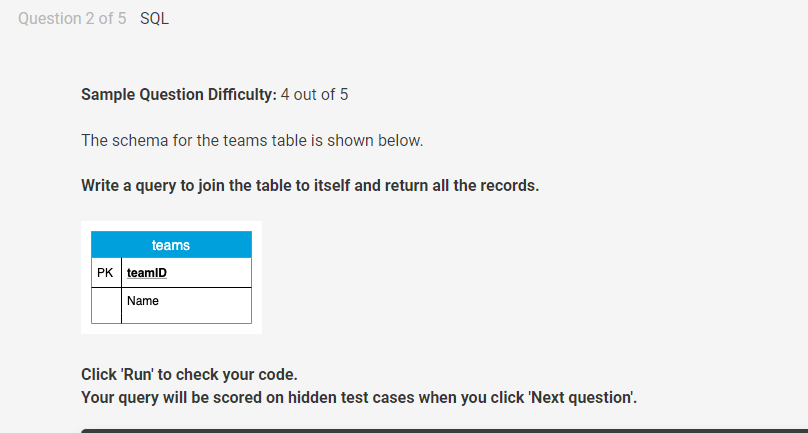 Question 2 of 5 SQL
Sample Question Difficulty: 4 out of 5
The schema for the teams table is shown below.
Write a query to join the table to itself and return all the records.
teams
PK teamID
Name
Click 'Run' to check your code.
Your query will be scored on hidden test cases when you click 'Next question'.